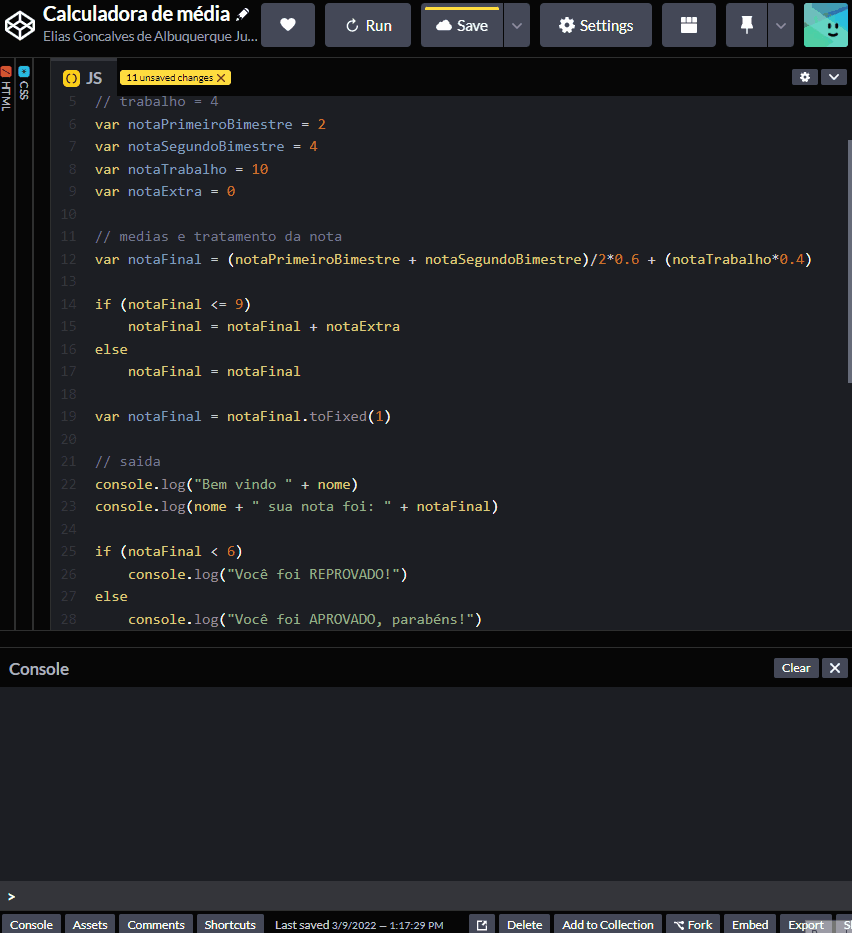 Calculadora de média
Elías Goncalves de Albuquerque Ju...
Run
Save
Settings
HTML
CSS
JS
11 unsaved changes
5 // trabalho = 4
6 var notaPrimeiroBimestre = 2
7 var notaSegundoBimestre = 4
8 var notaTrabalho = 10
9 var notaExtra = 0
10
11 // medias e tratamento da nota
12 var notaFinal = (notaPrimeiroBimestre + notaSegundoBimestre)/2*0.6 + (notaTrabalho*0.4)
13
14 if (notaFinal <= 9)
15 notaFinal = notaFinal + notaExtra
16 else
17 notaFinal = notaFinal
18
19 var notaFinal = notaFinal.toFixed(1)
20
21 // saida
22 console.log("Bem vindo " + nome)
23 console.log(nome + " sua nota foi: " + notaFinal)
24
25 if (notaFinal < 6)
26 console.log("Você foi REPROVADO!")
27 else
28 console.log("Você foi APROVADO, parabéns!")
Console
Clear
>
Console Assets Comments Shortcuts Last saved 3/9/2022 — 1:17:29 PM Delete Add to Collection Fork Embed Export